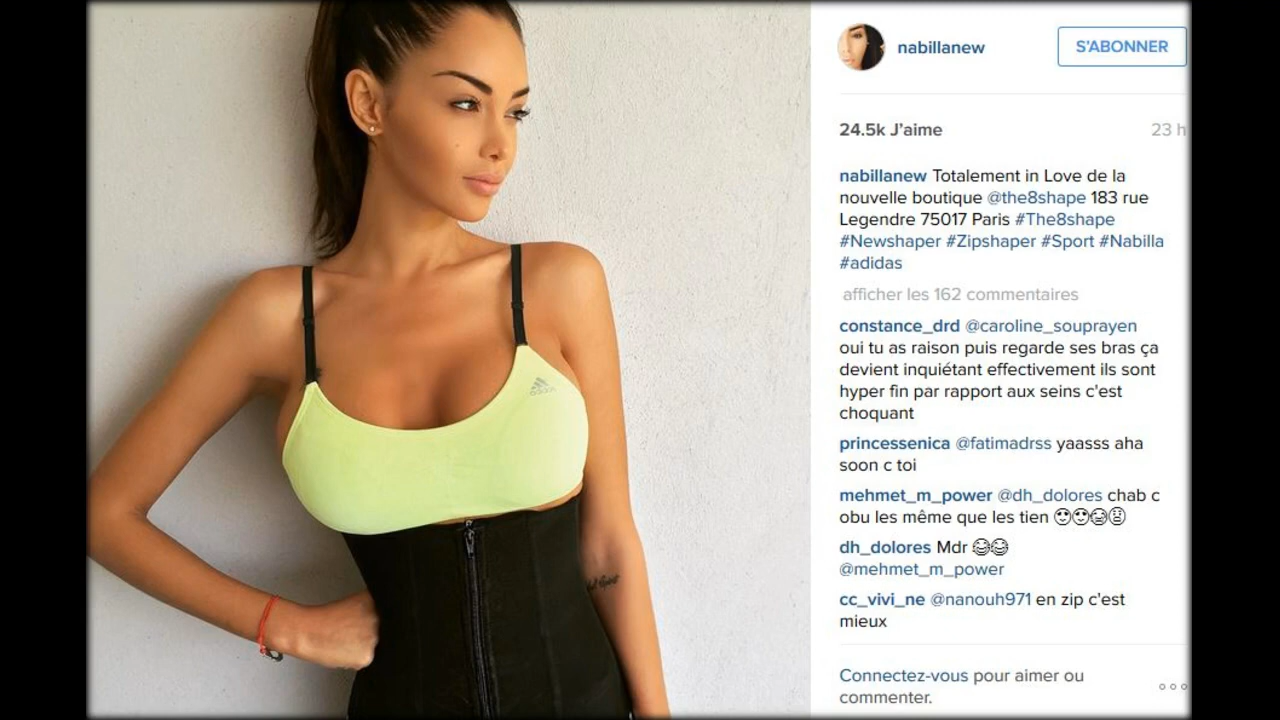 nabillanew
S'ABONNER
24.5k J'aime
23 h
nabillanew Totalement in Love de la
nouvelle boutique @the8shape 183 rue
Legendre 75017 Paris #The8shape
#Newshaper #Zipshaper #Sport #Nabilla
#adidas
afficher les 162 commentaires
constance_drd @caroline_souprayen
oui tu as raison puis regarde ses bras ça
devient inquiétant effectivement ils sont
hyper fin par rapport aux seins c'est
choquant
princessenica @fatimadrss yaasss aha
soon c toi
mehmet_m_power @dh_dolores chab c
obu les même que les tien
dh_dolores Mdr
@mehmet_m_power
cc_vivi_ne @nanouh971 en zip c'est
mieux
Connectez-vous pour aimer ou
commenter.
adidas